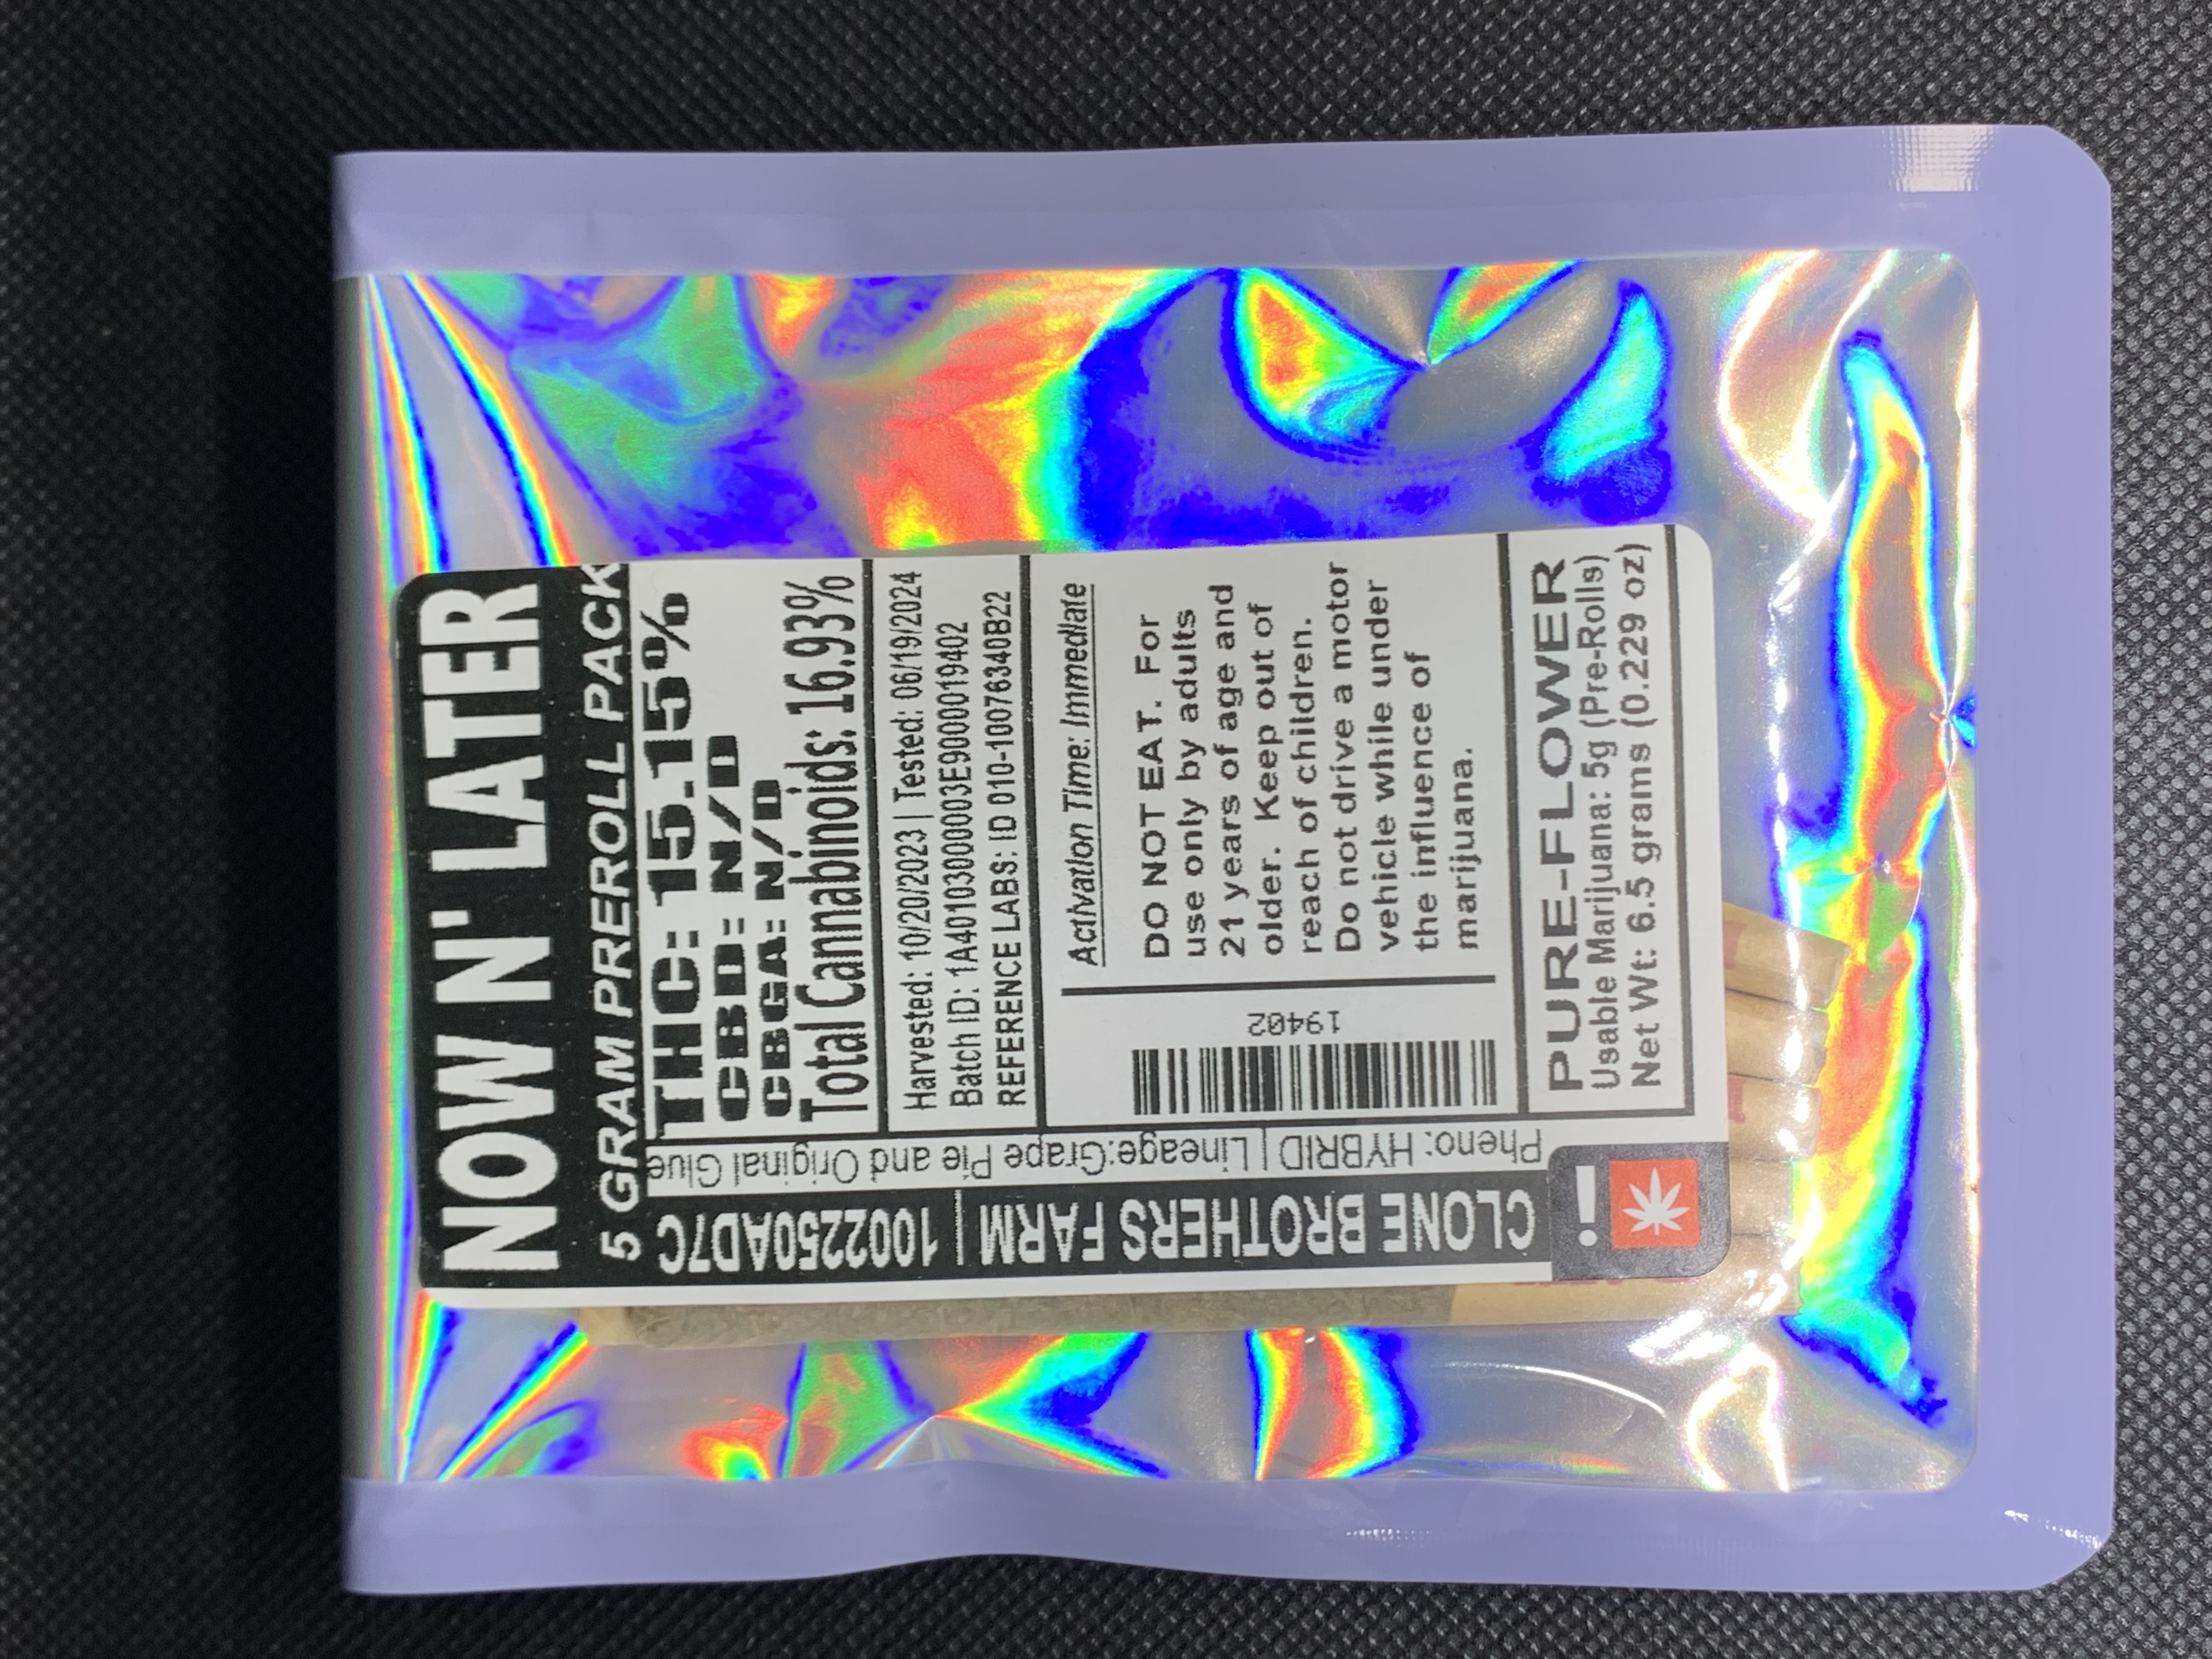 NOW N' LATER
5 GRAM PREROLL PACK
THC: 15.15%
CBD: N/D
CBGA: N/D
Total Cannabinoids: 16.93%
Harvested: 10/20/2023 | Tested: 06/19/2024
Batch ID: 1A4010300003E9000019402
REFERENCE LABS: ID 010-10076340B22
Activation Time: Immediate
DO NOT EAT. For
use only by adults
21 years of age and
older. Keep out of
reach of children.
Do not drive a motor
vehicle while under
the influence of
marijuana.
19402
PURE-FLOWER
Usable Marijuana: 5g (Pre-Rolls)
Net Wt: 6.5 grams (0.229 oz)
Pheno: HYBRID | Lineage:Grape Pie and Original Glue
CLONE BROTHERS FARM | 1002250AD7C
!